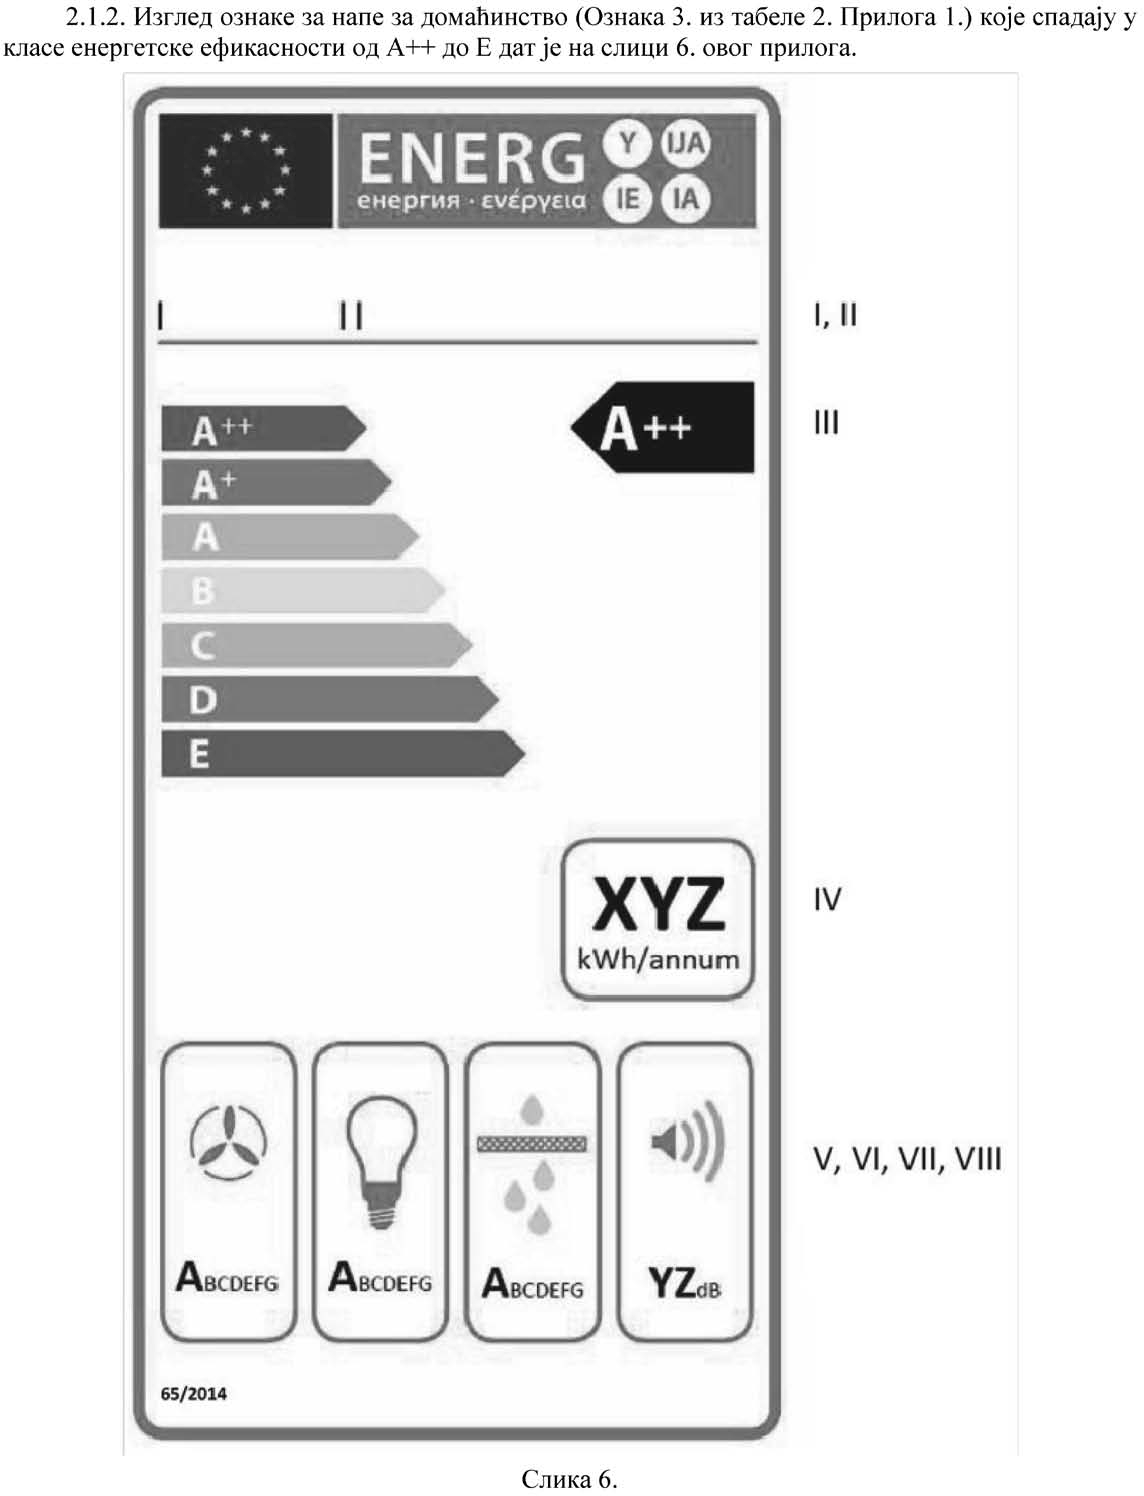 2.1.2. Изглед ознаке за напе за домаћинство (Ознака 3. из табеле 2. Прилога 1.) које спадају у
класе енергетске ефикасности од А++ до Е дат је на слици 6. овог прилога.
ENERG Y IJA
енергия · ενέργεια IE IA
I II I, II
A++ A++ III
A+
A
B
C
D
E
XYZ IV
kWh/annum
V, VI, VII, VIII
ABCDEFG ABCDEFG ABCDEFG YZdB
65/2014
Слика 6.